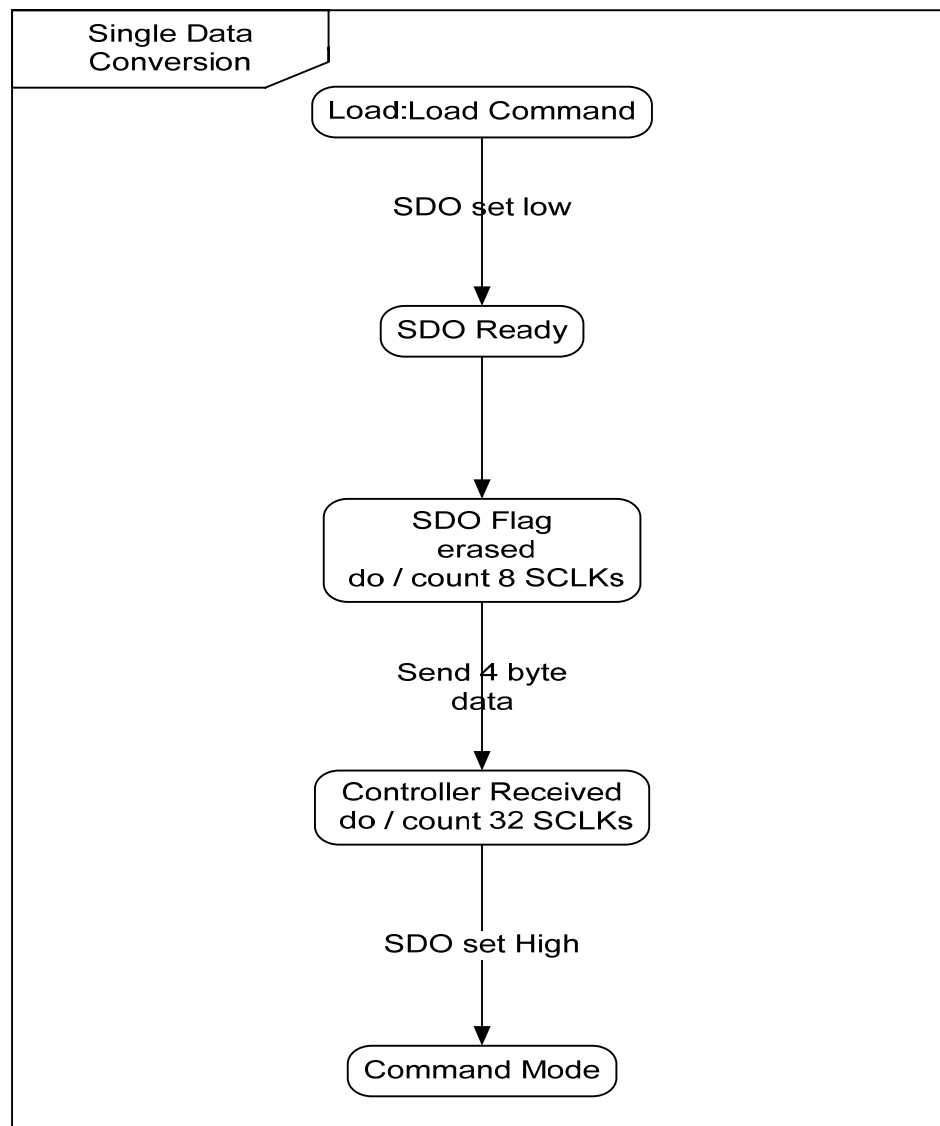 Single Data
Conversion
Load:Load Command
SDO set low
SDO Ready
SDO Flag
erased
do / count 8 SCLKs
Send 4 byte
data
Controller Received
do / count 32 SCLKs
SDO set High
Command Mode